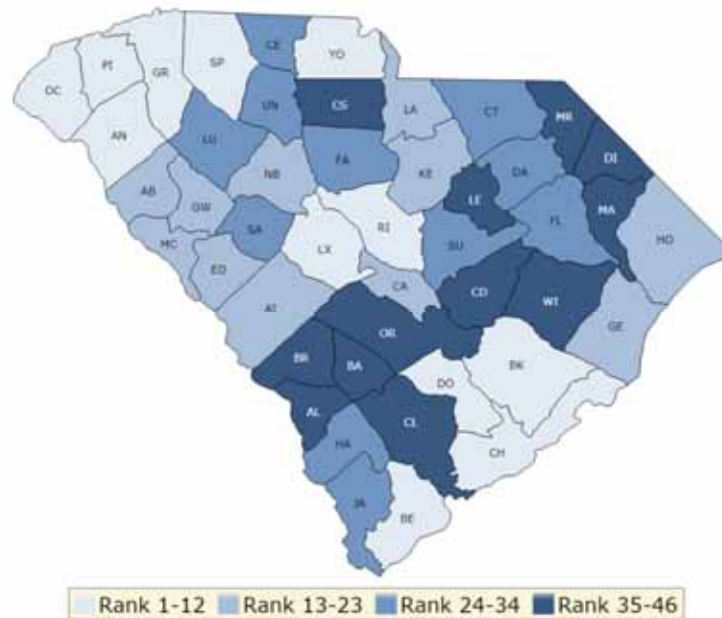 CE
YO
PI
GR
SP
OC
UN
CS
LA
CT
MR
AN
LU
DI
FA
KE
DA
AB
NB
LE
GW
MA
SA
RI
FL
HO
MC
LX
SU
ED
CA
CD
WI
AI
OR
GE
BR
BA
BK
DO
AL
CL
HA
CH
JA
BE
Rank 1-12 Rank 13-23 Rank 24-34 Rank 35-46